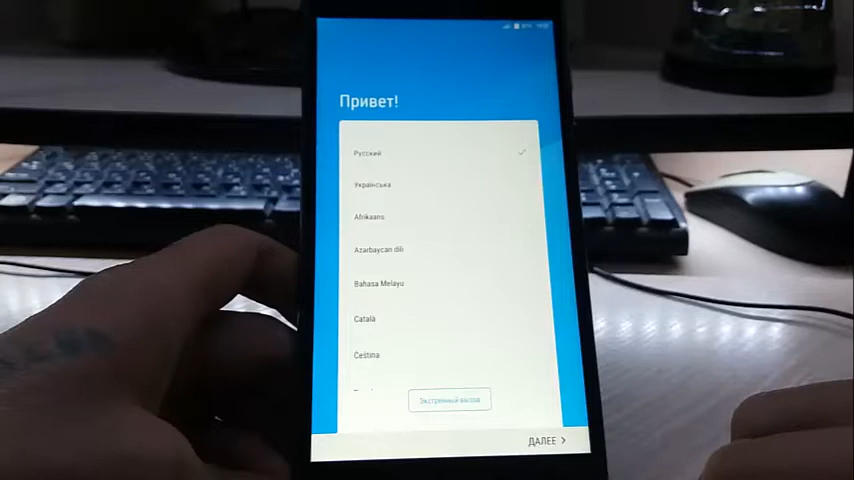 Привет!
Русский
Українська
Afrikaans
Azərbaycan dili
Bahasa Melayu
Català
Čeština
Экстренный вызов
ДАЛЕЕ